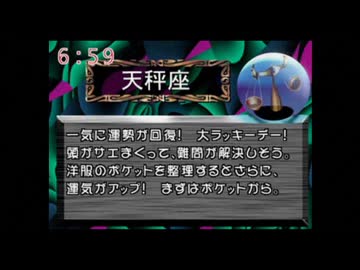 6:59
天秤座
一気に運勢が回復! 大ラッキーデー!
頭がサエまくって、難問が解決しそう。
洋服のポケットを整理するとさらに、
運気がアップ! まずはポケットから。